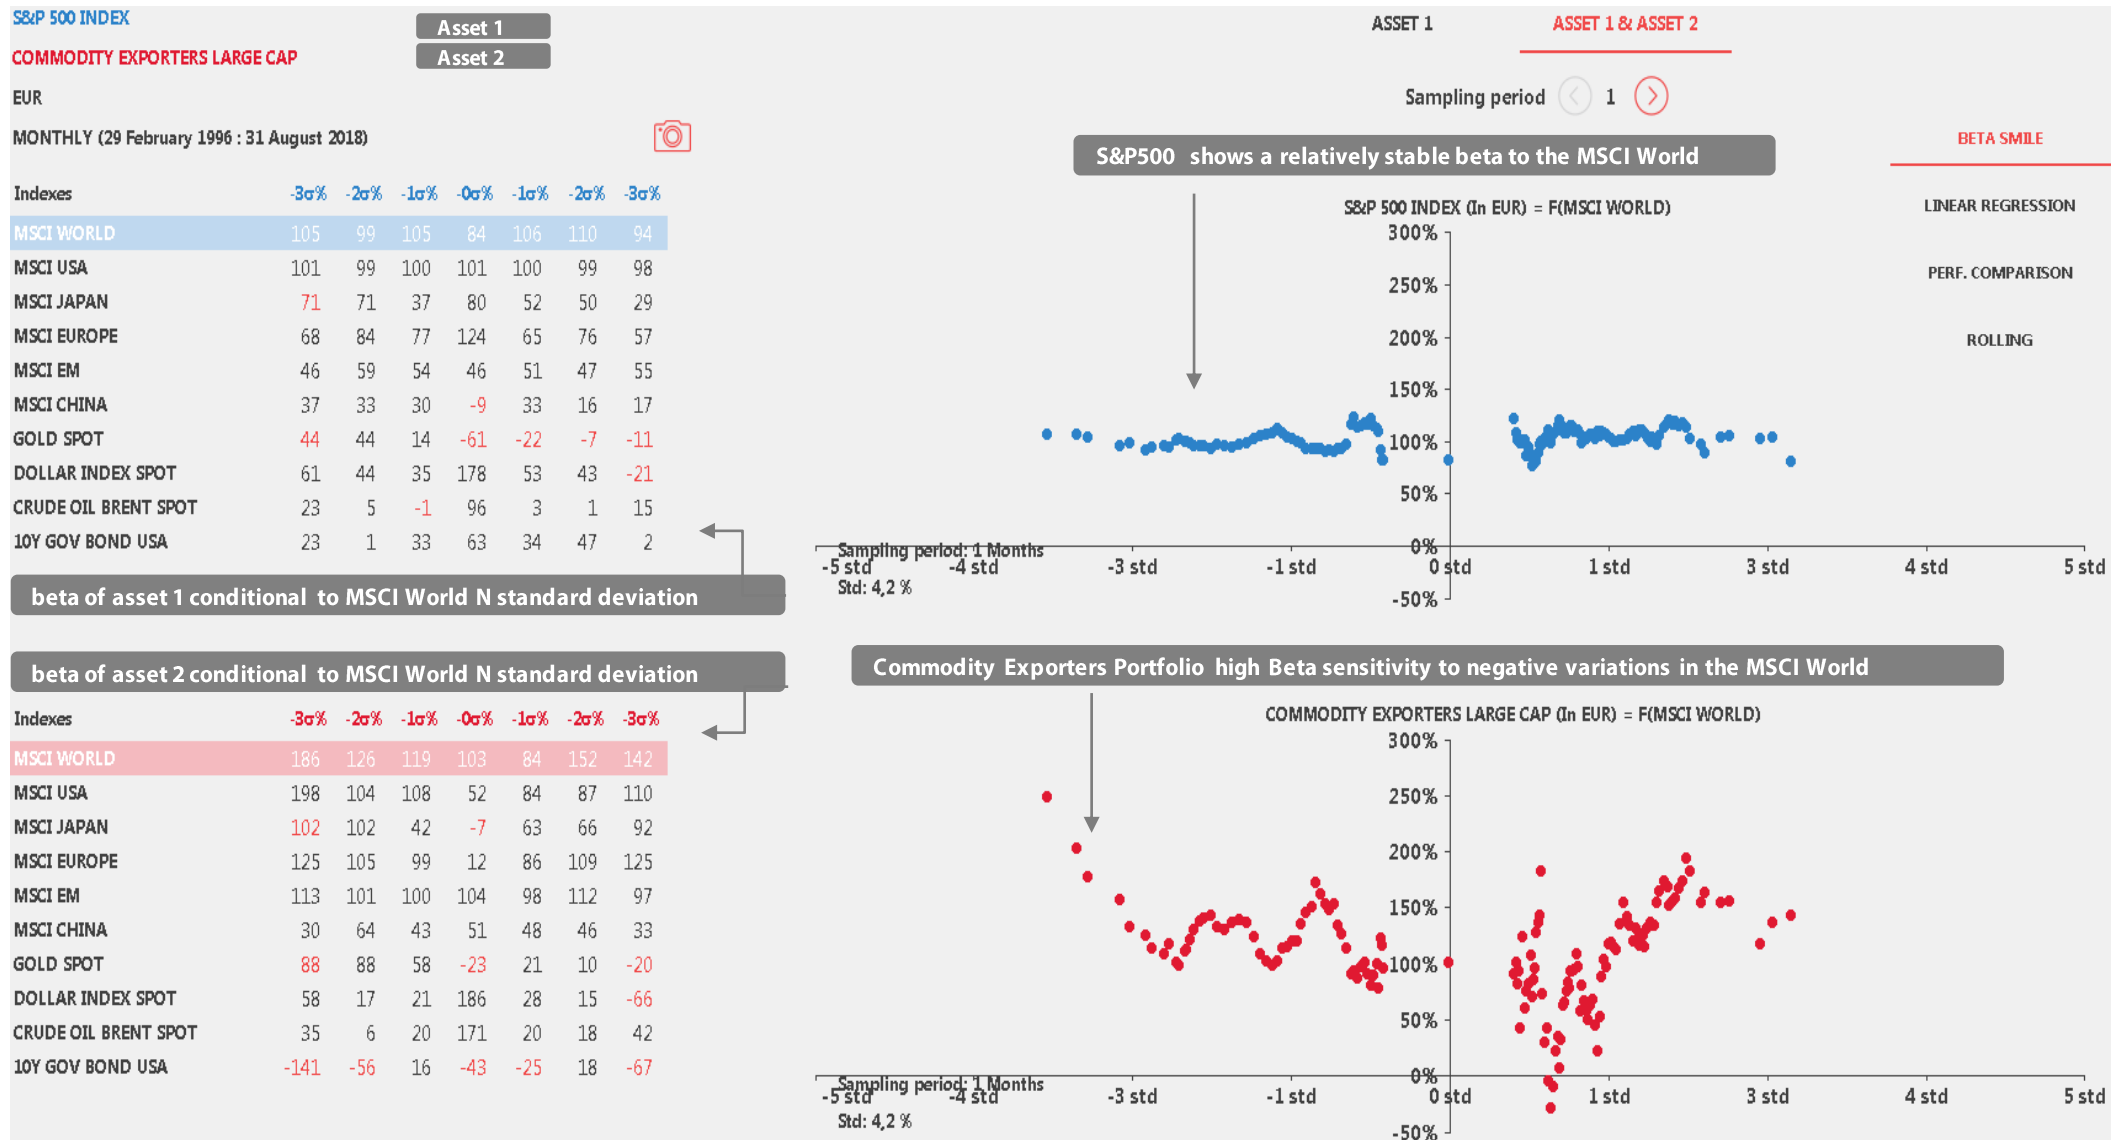 S&P 500 INDEX
Asset 1
COMMODITY EXPORTERS LARGE CAP
Asset 2
EUR
MONTHLY (29 February 1996 : 31 August 2018)
Indexes -3σ% -2σ% -1σ% -0σ% -1σ% -2σ% -3σ%
MSCI WORLD 105 99 105 84 106 110 94
MSCI USA 101 99 100 101 100 99 98
MSCI JAPAN 71 71 37 80 52 50 29
MSCI EUROPE 68 84 77 124 65 76 57
MSCI EM 46 59 54 46 51 47 55
MSCI CHINA 37 33 30 -9 33 16 17
GOLD SPOT 44 44 14 -61 -22 -7 -11
DOLLAR INDEX SPOT 61 44 35 178 53 43 -21
CRUDE OIL BRENT SPOT 23 5 -1 96 3 1 15
10Y GOV BOND USA 23 1 33 63 34 47 2
beta of asset 1 conditional to MSCI World N standard deviation
beta of asset 2 conditional to MSCI World N standard deviation
Indexes -3σ% -2σ% -1σ% -0σ% -1σ% -2σ% -3σ%
MSCI WORLD 186 126 119 103 84 152 142
MSCI USA 198 104 108 52 84 87 110
MSCI JAPAN 102 102 42 -7 63 66 92
MSCI EUROPE 125 105 99 12 86 109 125
MSCI EM 113 101 100 104 98 112 97
MSCI CHINA 30 64 43 51 48 46 33
GOLD SPOT 88 88 58 -23 21 10 -20
DOLLAR INDEX SPOT 58 17 21 186 28 15 -66
CRUDE OIL BRENT SPOT 35 6 20 171 20 18 42
10Y GOV BOND USA -141 -56 16 -43 -25 18 -67
ASSET 1 ASSET 1 & ASSET 2
Sampling period 1
BETA SMILE
LINEAR REGRESSION
PERF. COMPARISON
ROLLING
S&P500 shows a relatively stable beta to the MSCI World
S&P 500 INDEX (In EUR) = F(MSCI WORLD)
300%
250%
200%
150%
100%
50%
0%
-50%
Sampling period: 1 Months
-5 std -4 std -3 std -1 std 0 std 1 std 3 std 4 std 5 std
Std: 4,2 %
Commodity Exporters Portfolio high Beta sensitivity to negative variations in the MSCI World
COMMODITY EXPORTERS LARGE CAP (In EUR) = F(MSCI WORLD)
300%
250%
200%
150%
100%
50%
0%
-50%
Sampling period: 1 Months
-5 std -4 std -3 std -1 std 0 std 1 std 3 std 4 std 5 std
Std: 4,2 %